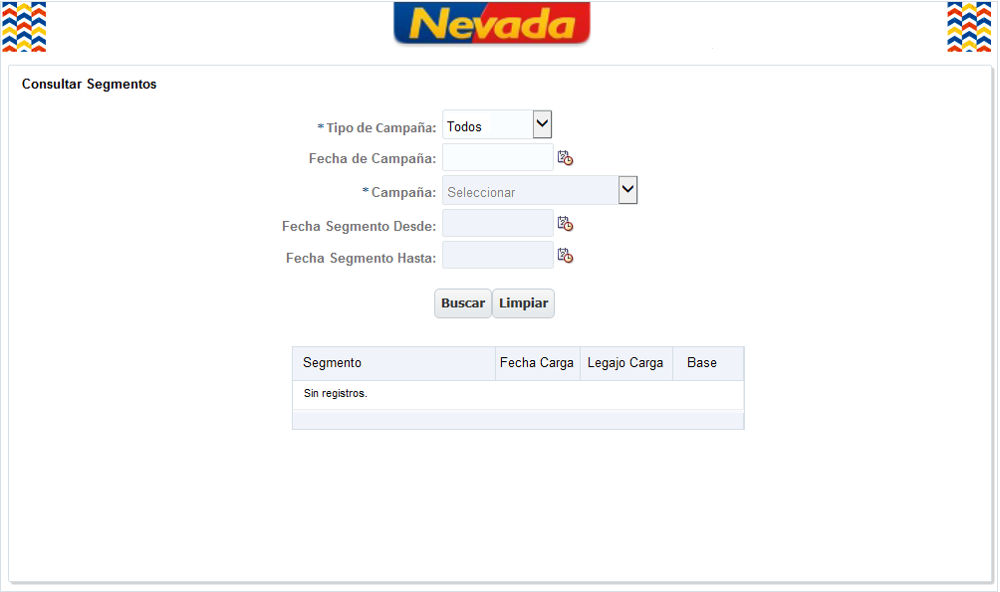 Nevada
Consultar Segmentos
* Tipo de Campaña: Todos
Fecha de Campaña:
* Campaña: Seleccionar
Fecha Segmento Desde:
Fecha Segmento Hasta:
Buscar Limpiar
Segmento Fecha Carga Legajo Carga Base
Sin registros.